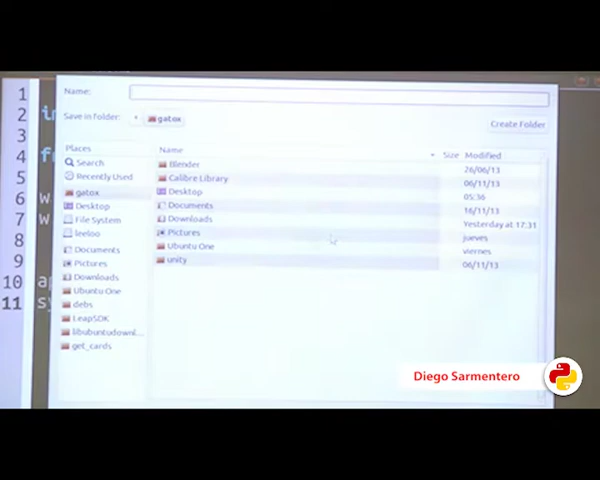 Name:
Save in folder:
gatox
Create Folder
Places
Name
Size
Modified
Search
Recently Used
gatox
Desktop
File System
leeloo
Documents
Pictures
Downloads
Ubuntu One
debs
LeapSDK
libubuntudownl...
get_cards
Blender
26/06/13
Calibre Library
06/11/13
Desktop
05:36
Documents
16/11/13
Downloads
Yesterday at 17:31
Pictures
jueves
Ubuntu One
viernes
unity
06/11/13
1
2
3
4
5
6
7
8
9
10
11
Diego Sarmentero